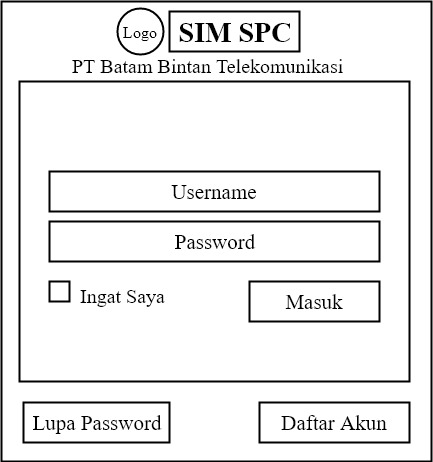 Logo SIM SPC
PT Batam Bintan Telekomunikasi
Username
Password
Ingat Saya Masuk
Lupa Password Daftar Akun